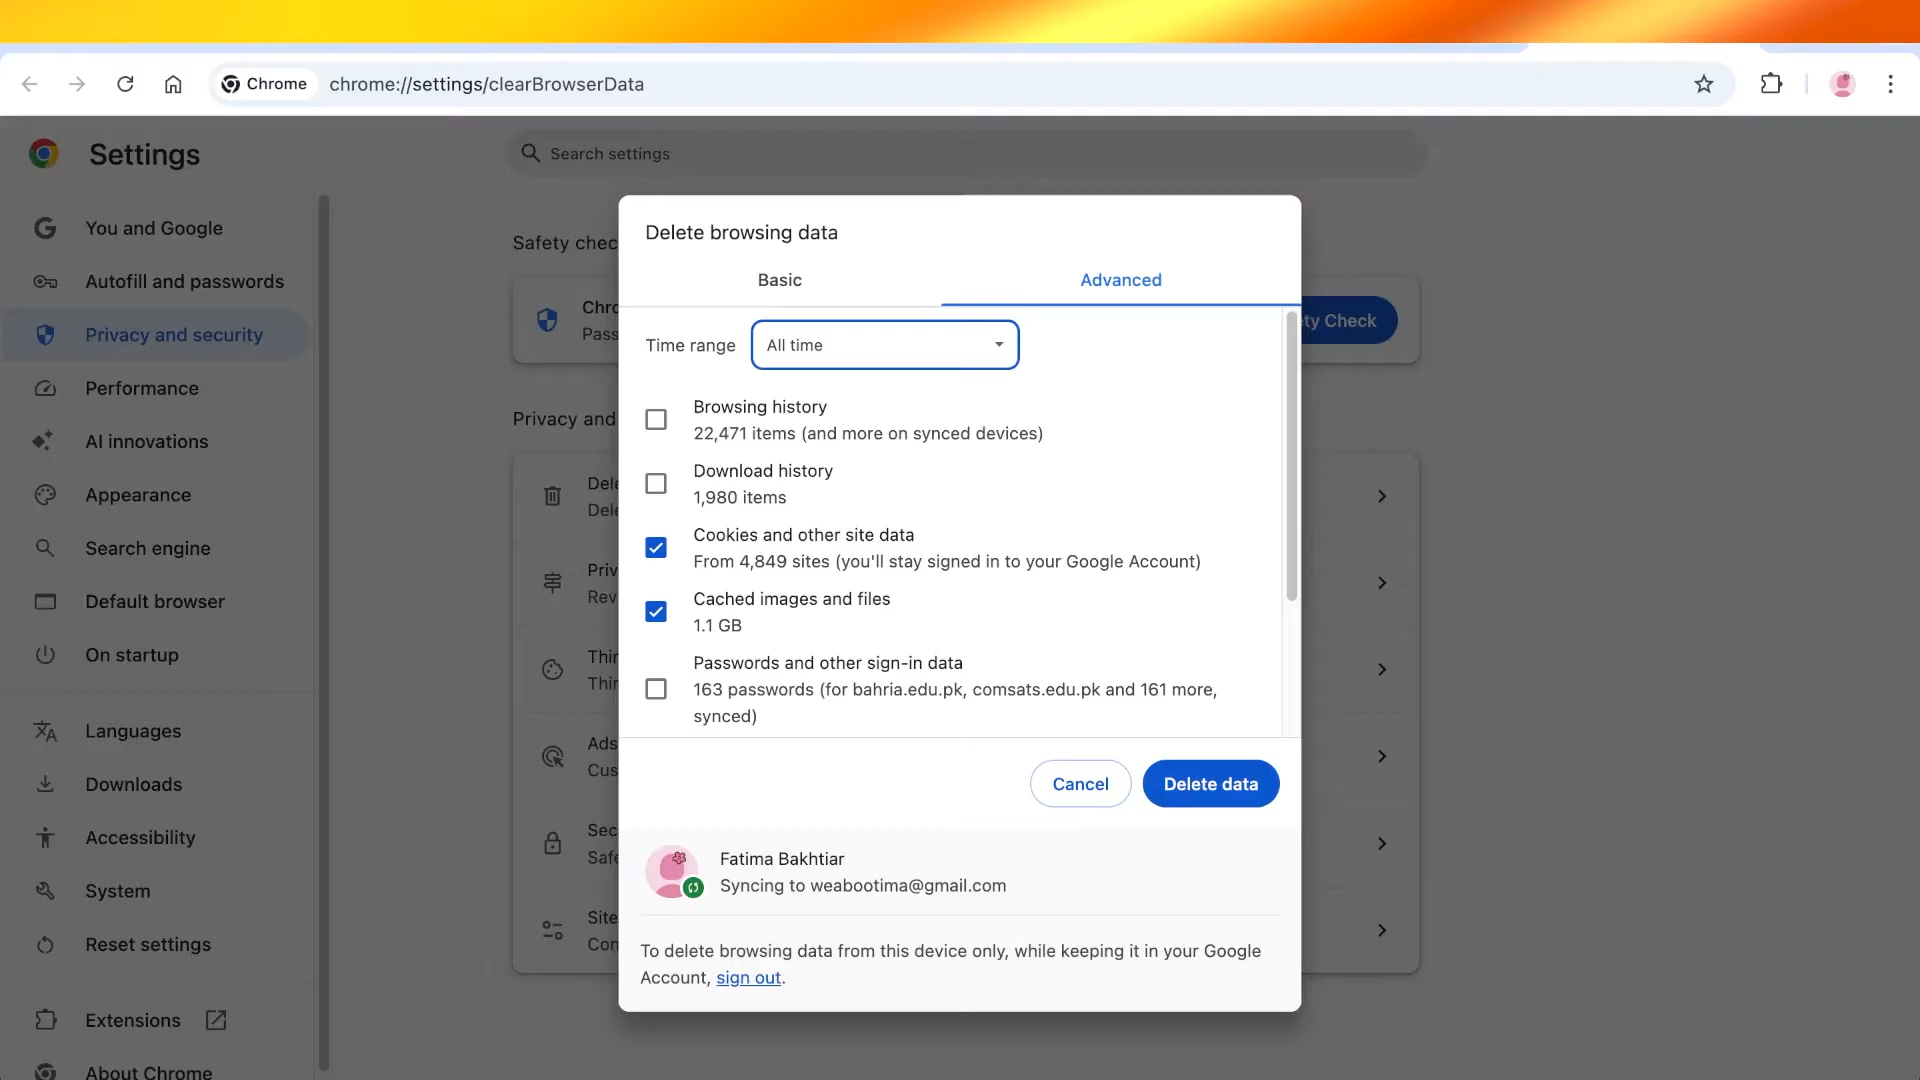 Chrome
chrome://settings/clearBrowserData
Settings
Search settings
You and Google
Autofill and passwords
Privacy and security
Performance
AI innovations
Appearance
Search engine
Default browser
On startup
Languages
Downloads
Accessibility
System
Reset settings
Extensions
About Chrome
Safety chec
Chro
Pass
ty Check
Privacy and
Dele
Dele
Priv
Rev
Thir
Thir
Ads
Cus
Sec
Safe
Site
Con
Delete browsing data
Basic
Advanced
Time range
All time
Browsing history
22,471 items (and more on synced devices)
Download history
1,980 items
Cookies and other site data
From 4,849 sites (you'll stay signed in to your Google Account)
Cached images and files
1.1 GB
Passwords and other sign-in data
163 passwords (for bahria.edu.pk, comsats.edu.pk and 161 more,
synced)
Cancel
Delete data
Fatima Bakhtiar
Syncing to weabootima@gmail.com
To delete browsing data from this device only, while keeping it in your Google
Account, sign out.